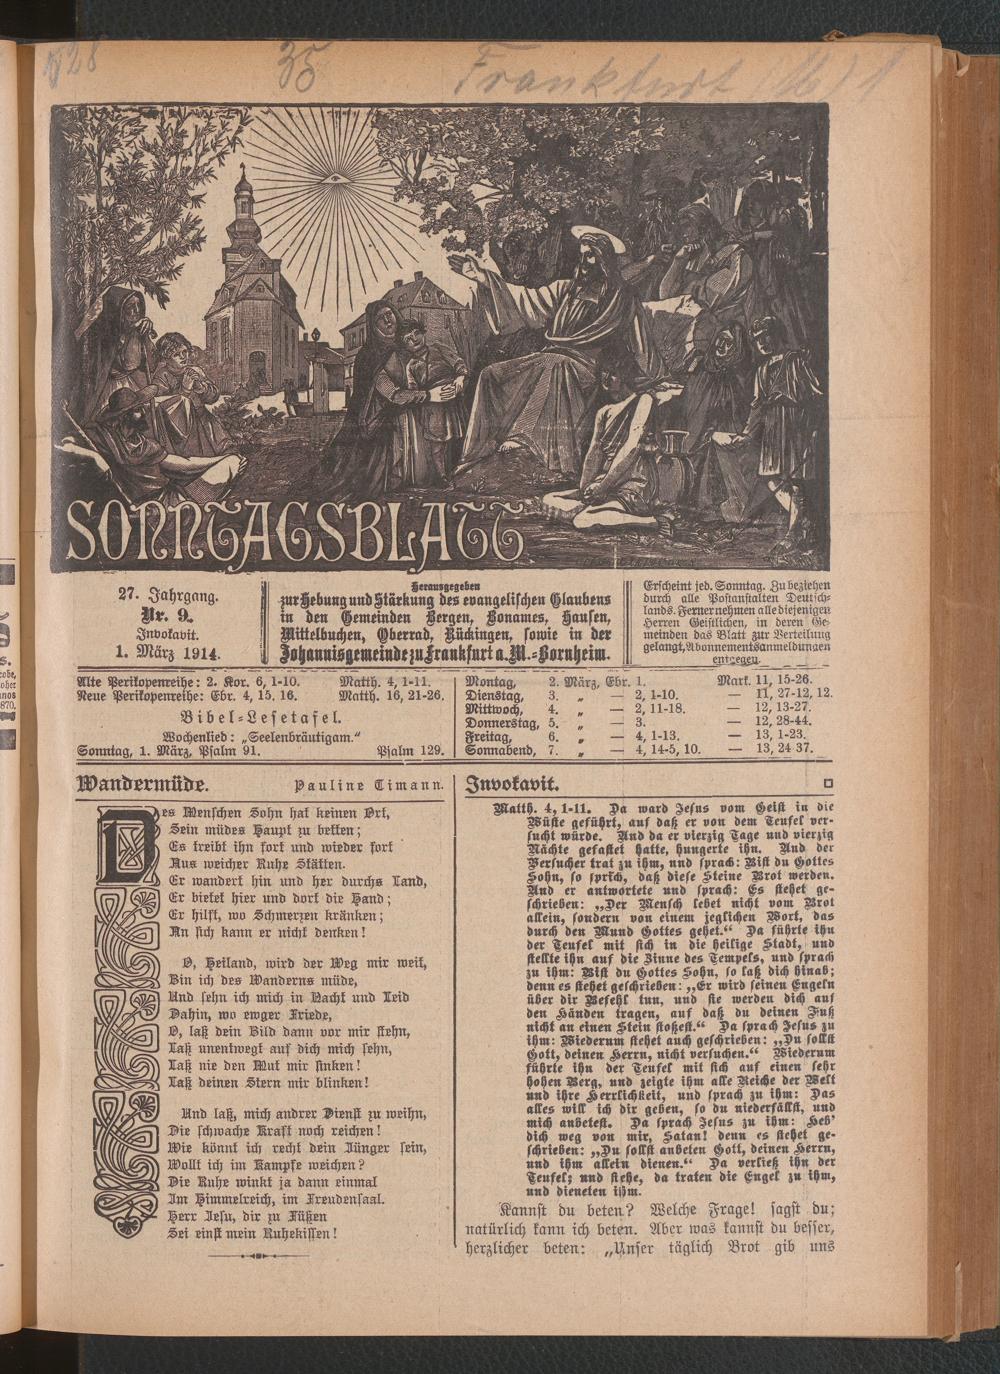 35 Frankfurt
SONNTAGSBLATT
27. Jahrgang.
Nr. 9.
Invokavit.
1. März 1914.
Herausgegeben
zur Hebung und Stärkung des evangelischen Glaubens
in den Gemeinden Bergen, Bonames, Hausen,
Mittelbuchen, Oberrad, Rückingen, sowie in der
Johannisgemeinde zu Frankfurt a. M.-Bornheim.
Erscheint jed. Sonntag. Zu beziehen
durch alle Postanstalten Deutsch-
lands. Ferner nehmen alle diejenigen
Herren Geistlichen, in deren Ge-
meinden das Blatt zur Verteilung
gelangt, Abonnementsanmeldungen
entgegen.
Alte Perikopenreihe: 2. Kor. 6, 1-10. Matth. 4, 1-11.
Neue Perikopenreihe: Ebr. 4, 15, 16. Matth. 16, 21-26.
Bibel-Lesetafel.
Wochenlied: „Seelenbräutigam."
Sonntag, 1. März, Psalm 91. Psalm 129.
Montag, 2. März, Ebr. 1. Mark. 11, 15-26.
Dienstag, 3. „ — 2, 1-10. — 11, 27-12, 12.
Mittwoch, 4. „ — 2, 11-18. — 12, 13-27.
Donnerstag, 5. „ — 3. — 12, 28-44.
Freitag, 6. „ — 4, 1-13. — 13, 1-23.
Sonnabend, 7. „ — 4, 14-5, 10. — 13, 24 37.
Wandermüde. Pauline Timann.
Des Menschen Sohn hat keinen Ort,
Sein müdes Haupt zu betten;
Es treibt ihn fort und wieder fort
Aus weicher Ruhe Stätten.
Er wandert hin und her durchs Land,
Er bietet hier und dort die Hand;
Er hilft, wo Schmerzen kränken;
An sich kann er nicht denken!
O, Heiland, wird der Weg mir weit,
Bin ich des Wanderns müde,
Und sehn ich mich in Nacht und Leid
Dahin, wo ewger Friede,
O, laß dein Bild dann vor mir stehn,
Laß unentwegt auf dich mich sehn,
Laß nie den Mut mir sinken!
Laß deinen Stern mir blinken!
Und laß, mich andrer Dienst zu weihn,
Die schwache Kraft noch reichen!
Wie könnt ich recht dein Jünger sein,
Wollt ich im Kampfe weichen?
Die Ruhe winkt ja dann einmal
Im Himmelreich, im Freudensaal.
Herr Jesu, dir zu Füßen
Sei einst mein Ruhekissen!
Invokavit.
Matth. 4, 1-11. Da ward Jesus vom Geist in die
Wüste geführt, auf daß er von dem Teufel ver-
sucht würde. Und da er vierzig Tage und vierzig
Nächte gefastet hatte, hungerte ihn. Und der
Versucher trat zu ihm, und sprach: Bist du Gottes
Sohn, so sprich, daß diese Steine Brot werden.
Und er antwortete und sprach: Es stehet ge-
schrieben: „Der Mensch lebet nicht vom Brot
allein, sondern von einem jeglichen Wort, das
durch den Mund Gottes gehet." Da führte ihn
der Teufel mit sich in die heilige Stadt, und
stellte ihn auf die Zinne des Tempels, und sprach
zu ihm: Bist du Gottes Sohn, so laß dich hinab;
denn es stehet geschrieben: „Er wird seinen Engeln
über dir Befehl tun, und sie werden dich auf
den Händen tragen, auf daß du deinen Fuß
nicht an einen Stein stoßest." Da sprach Jesus zu
ihm: Wiederum stehet auch geschrieben: „Du sollst
Gott, deinen Herrn, nicht versuchen." Wiederum
führte ihn der Teufel mit sich auf einen sehr
hohen Berg, und zeigte ihm alle Reiche der Welt
und ihre Herrlichkeit, und sprach zu ihm: Das
alles will ich dir geben, so du niederfällst, und
mich anbetest. Da sprach Jesus zu ihm: Heb'
dich weg von mir, Satan! denn es stehet ge-
schrieben: „Du sollst anbeten Gott, deinen Herrn,
und ihm allein dienen." Da verließ ihn der
Teufel; und siehe, da traten die Engel zu ihm,
und dieneten ihm.
Kannst du beten? Welche Frage! sagst du;
natürlich kann ich beten. Aber was kannst du besser,
herzlicher beten: „Unser täglich Brot gib uns